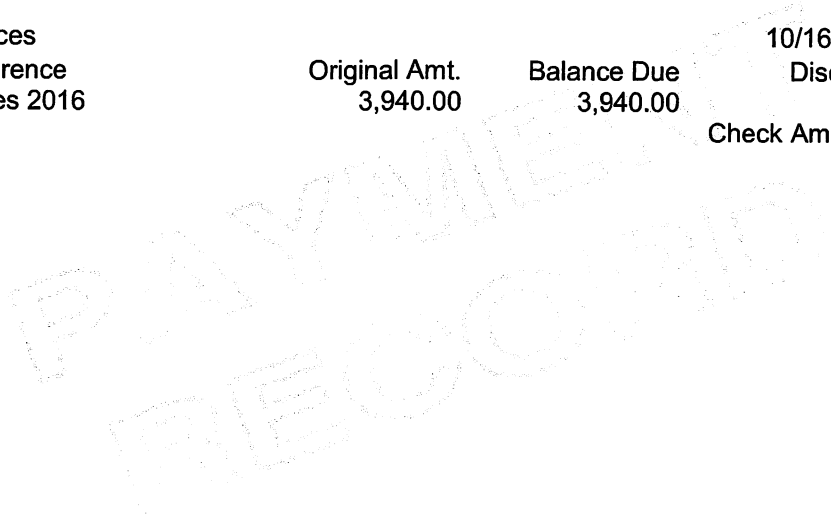 ces 10/16
rence Original Amt. Balance Due Disc
es 2016 3,940.00 3,940.00
Check Am
PAYMENT
RECORD